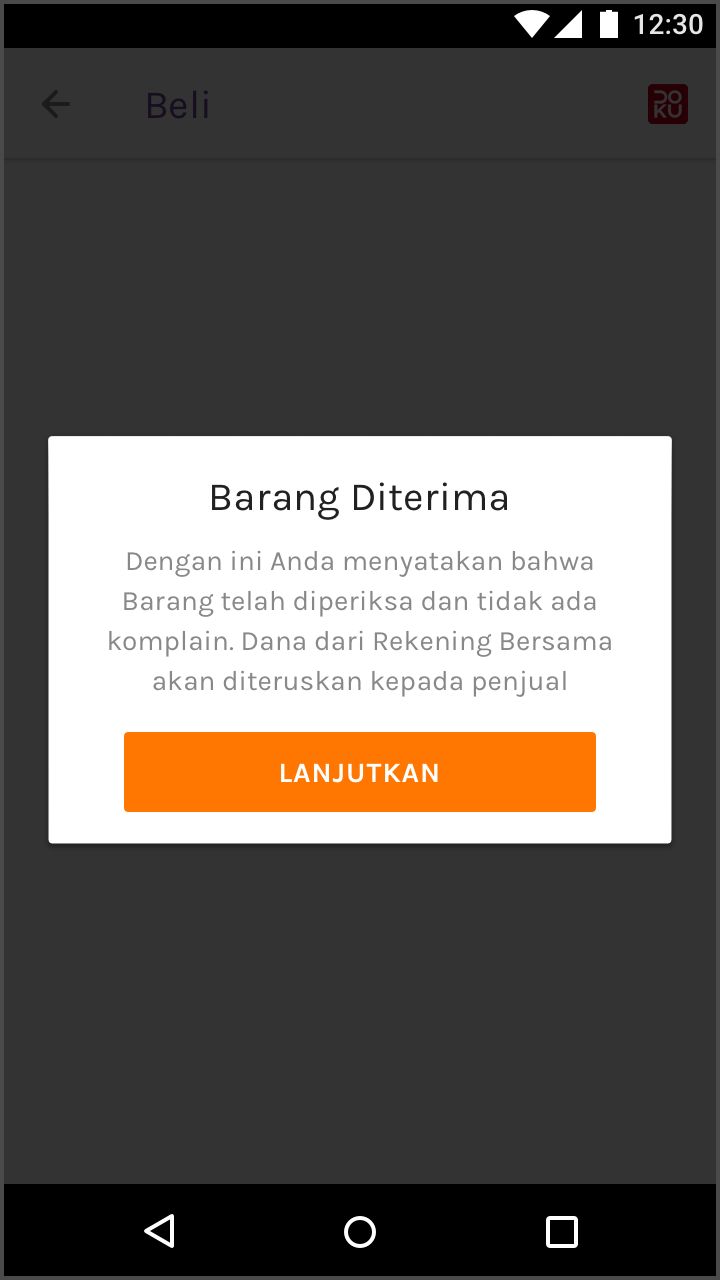 12:30
Beli
DOKU
Barang Diterima
Dengan ini Anda menyatakan bahwa
Barang telah diperiksa dan tidak ada
komplain. Dana dari Rekening Bersama
akan diteruskan kepada penjual
LANJUTKAN